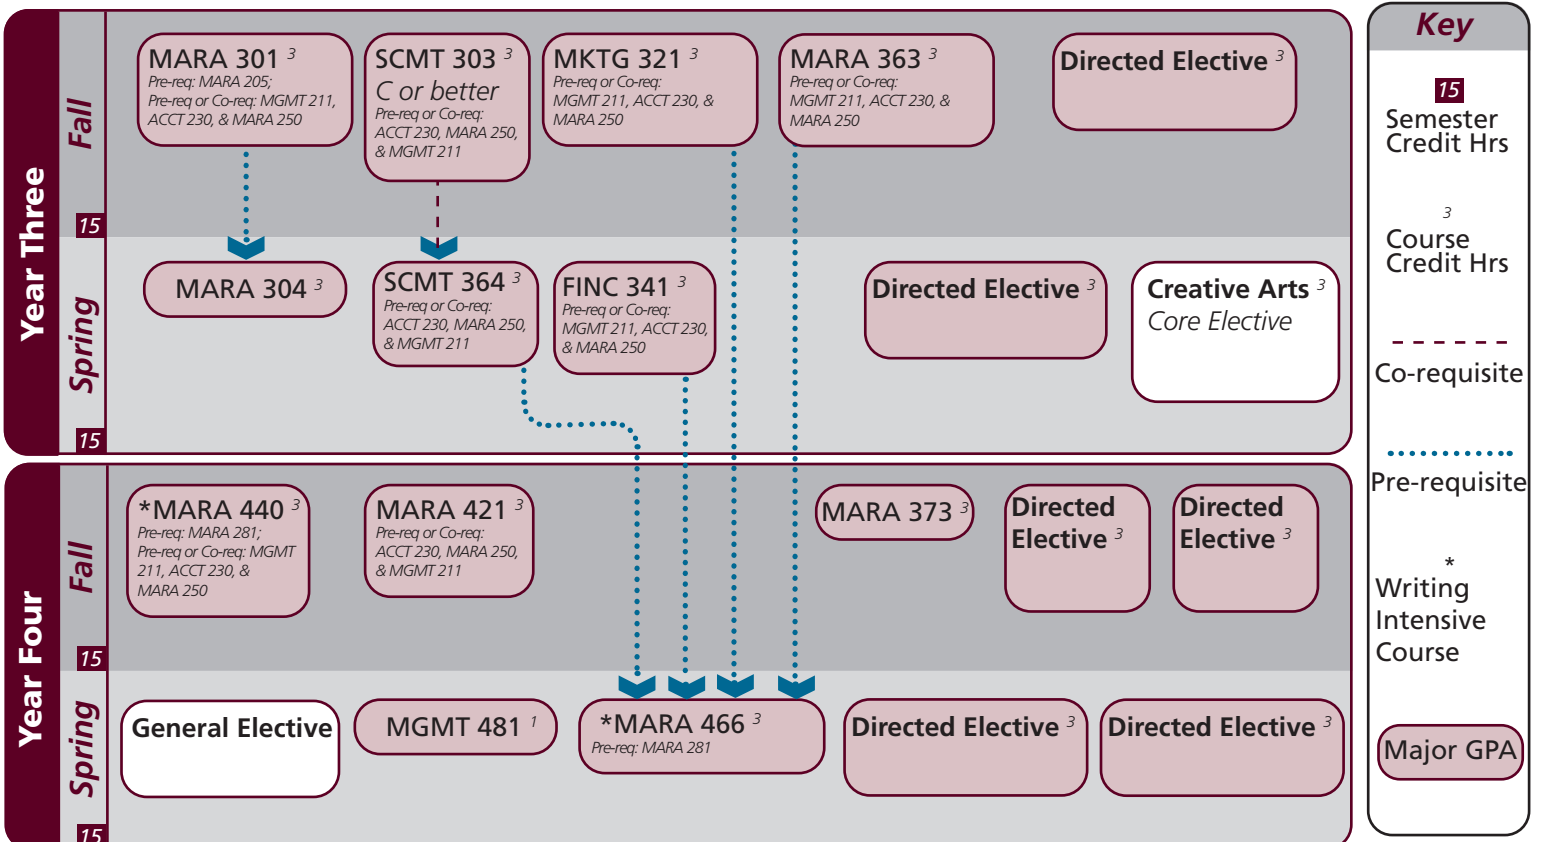 Year Three
Fall
MARA 301 3
Pre-req: MARA 205;
Pre-req or Co-req: MGMT 211,
ACCT 230, & MARA 250
SCMT 303 3
C or better
Pre-req or Co-req:
ACCT 230, MARA 250,
& MGMT 211
MKTG 321 3
Pre-req or Co-req:
MGMT 211, ACCT 230, &
MARA 250
MARA 363 3
Pre-req or Co-req:
MGMT 211, ACCT 230, &
MARA 250
Directed Elective 3
15
Spring
MARA 304 3
SCMT 364 3
Pre-req or Co-req:
ACCT 230, MARA 250,
& MGMT 211
FINC 341 3
Pre-req or Co-req:
MGMT 211, ACCT 230,
& MARA 250
Directed Elective 3
Creative Arts 3
Core Elective
15
Year Four
Fall
*MARA 440 3
Pre-req: MARA 281;
Pre-req or Co-req: MGMT
211, ACCT 230, &
MARA 250
MARA 421 3
Pre-req or Co-req:
ACCT 230, MARA 250,
& MGMT 211
MARA 373 3
Directed
Elective 3
Directed
Elective 3
15
Spring
General Elective
MGMT 481 1
*MARA 466 3
Pre-req: MARA 281
Directed Elective 3
Directed Elective 3
15
Key
15
Semester
Credit Hrs
3
Course
Credit Hrs
Co-requisite
Pre-requisite
*
Writing
Intensive
Course
Major GPA